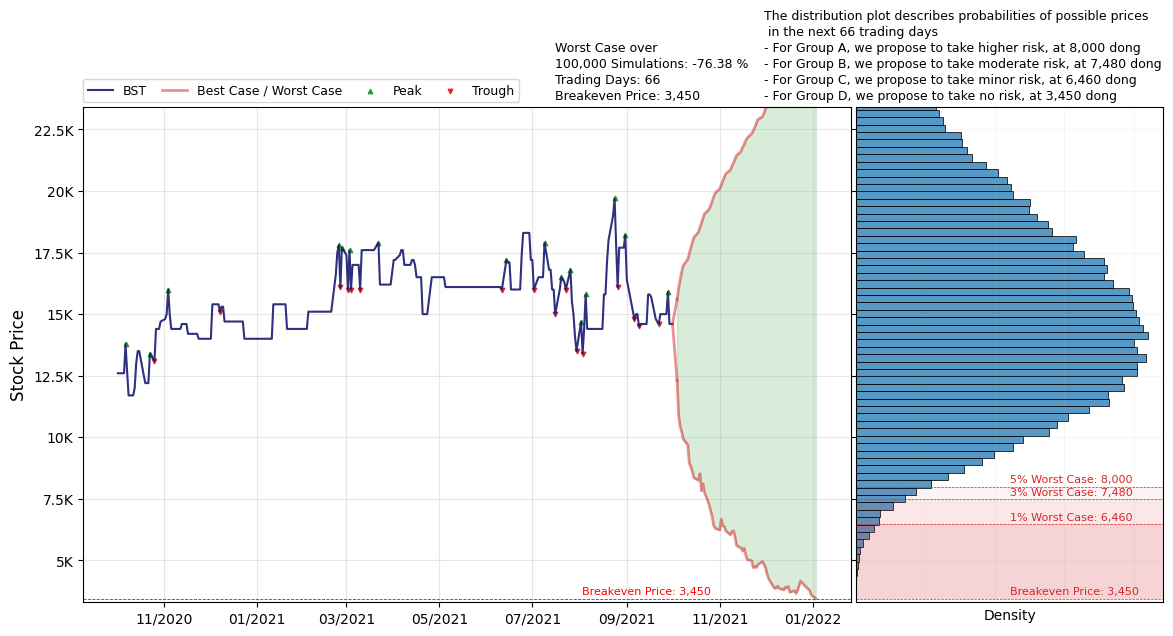 The distribution plot describes probabilities of possible prices
in the next 66 trading days
- For Group A, we propose to take higher risk, at 8,000 dong
- For Group B, we propose to take moderate risk, at 7,480 dong
- For Group C, we propose to take minor risk, at 6,460 dong
- For Group D, we propose to take no risk, at 3,450 dong
Worst Case over
100,000 Simulations: -76.38 %
Trading Days: 66
Breakeven Price: 3,450
BST
Best Case / Worst Case
Peak
Trough
Stock Price
22.5K
20K
17.5K
15K
12.5K
10K
7.5K
5K
Breakeven Price: 3,450
11/2020
01/2021
03/2021
05/2021
07/2021
09/2021
11/2021
01/2022
5% Worst Case: 8,000
3% Worst Case: 7,480
1% Worst Case: 6,460
Breakeven Price: 3,450
Density